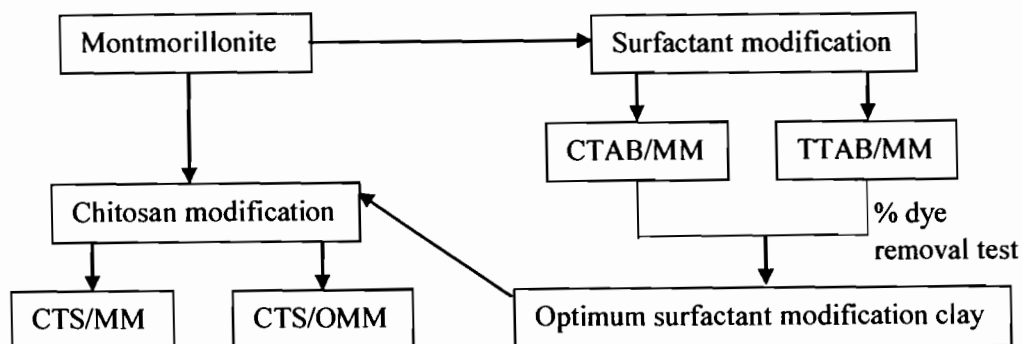 Montmorillonite
Surfactant modification
CTAB/MM
TTAB/MM
Chitosan modification
% dye
removal test
CTS/MM
CTS/OMM
Optimum surfactant modification clay